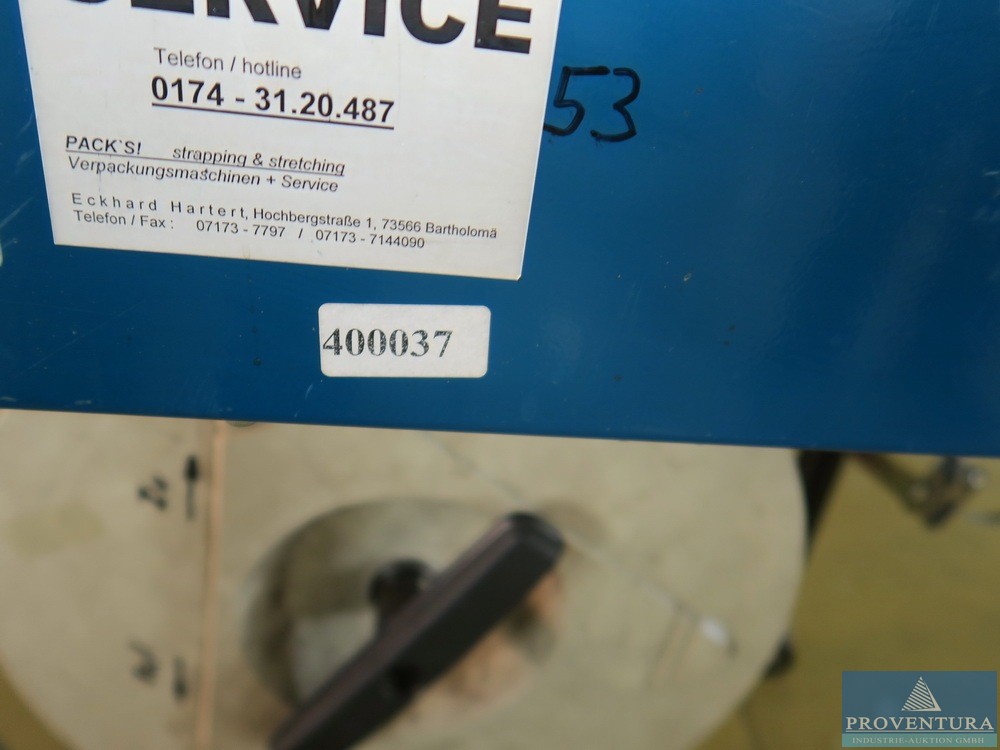 SERVICE
Telefon / hotline
0174 - 31.20.487
53
PACK`S! strapping & stretching
Verpackungsmaschinen + Service
Eckhard Hartert, Hochbergstraße 1, 73566 Bartholomä
Telefon / Fax : 07173 - 7797 / 07173 - 7144090
400037
PROVENTURA
INDUSTRIE-AUKTION GMBH